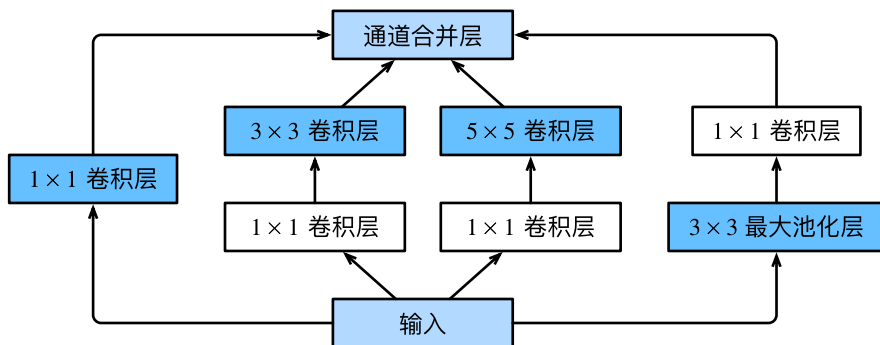 通道合并层
3 × 3 卷积层
5 × 5 卷积层
1 × 1 卷积层
1 × 1 卷积层
1 × 1 卷积层
1 × 1 卷积层
3 × 3 最大池化层
输入